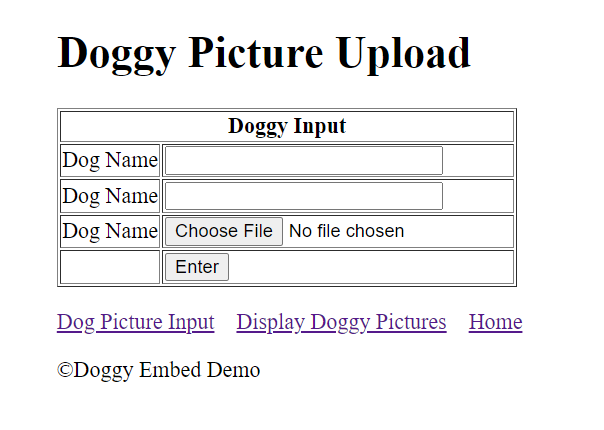 Doggy Picture Upload
Doggy Input
Dog Name
Dog Name
Dog Name Choose File No file chosen
Enter
Dog Picture Input Display Doggy Pictures Home
©Doggy Embed Demo